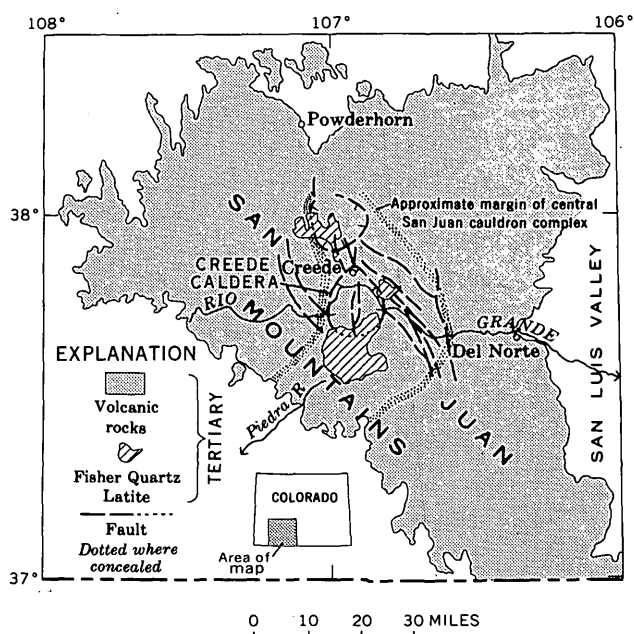 108°
107°
106°
Powderhorn
38°
38°
Approximate margin of central
San Juan cauldron complex
SAN
CREEDE
CALDERA
Creede
RIO
MOUNTAINS
GRANDE
Del Norte
JUAN
SAN LUIS VALLEY
Piedra R
EXPLANATION
Volcanic
rocks
Fisher Quartz
Latite
TERTIARY
Fault
Dotted where
concealed
COLORADO
Area of
map
37°
0 10 20 30 MILES